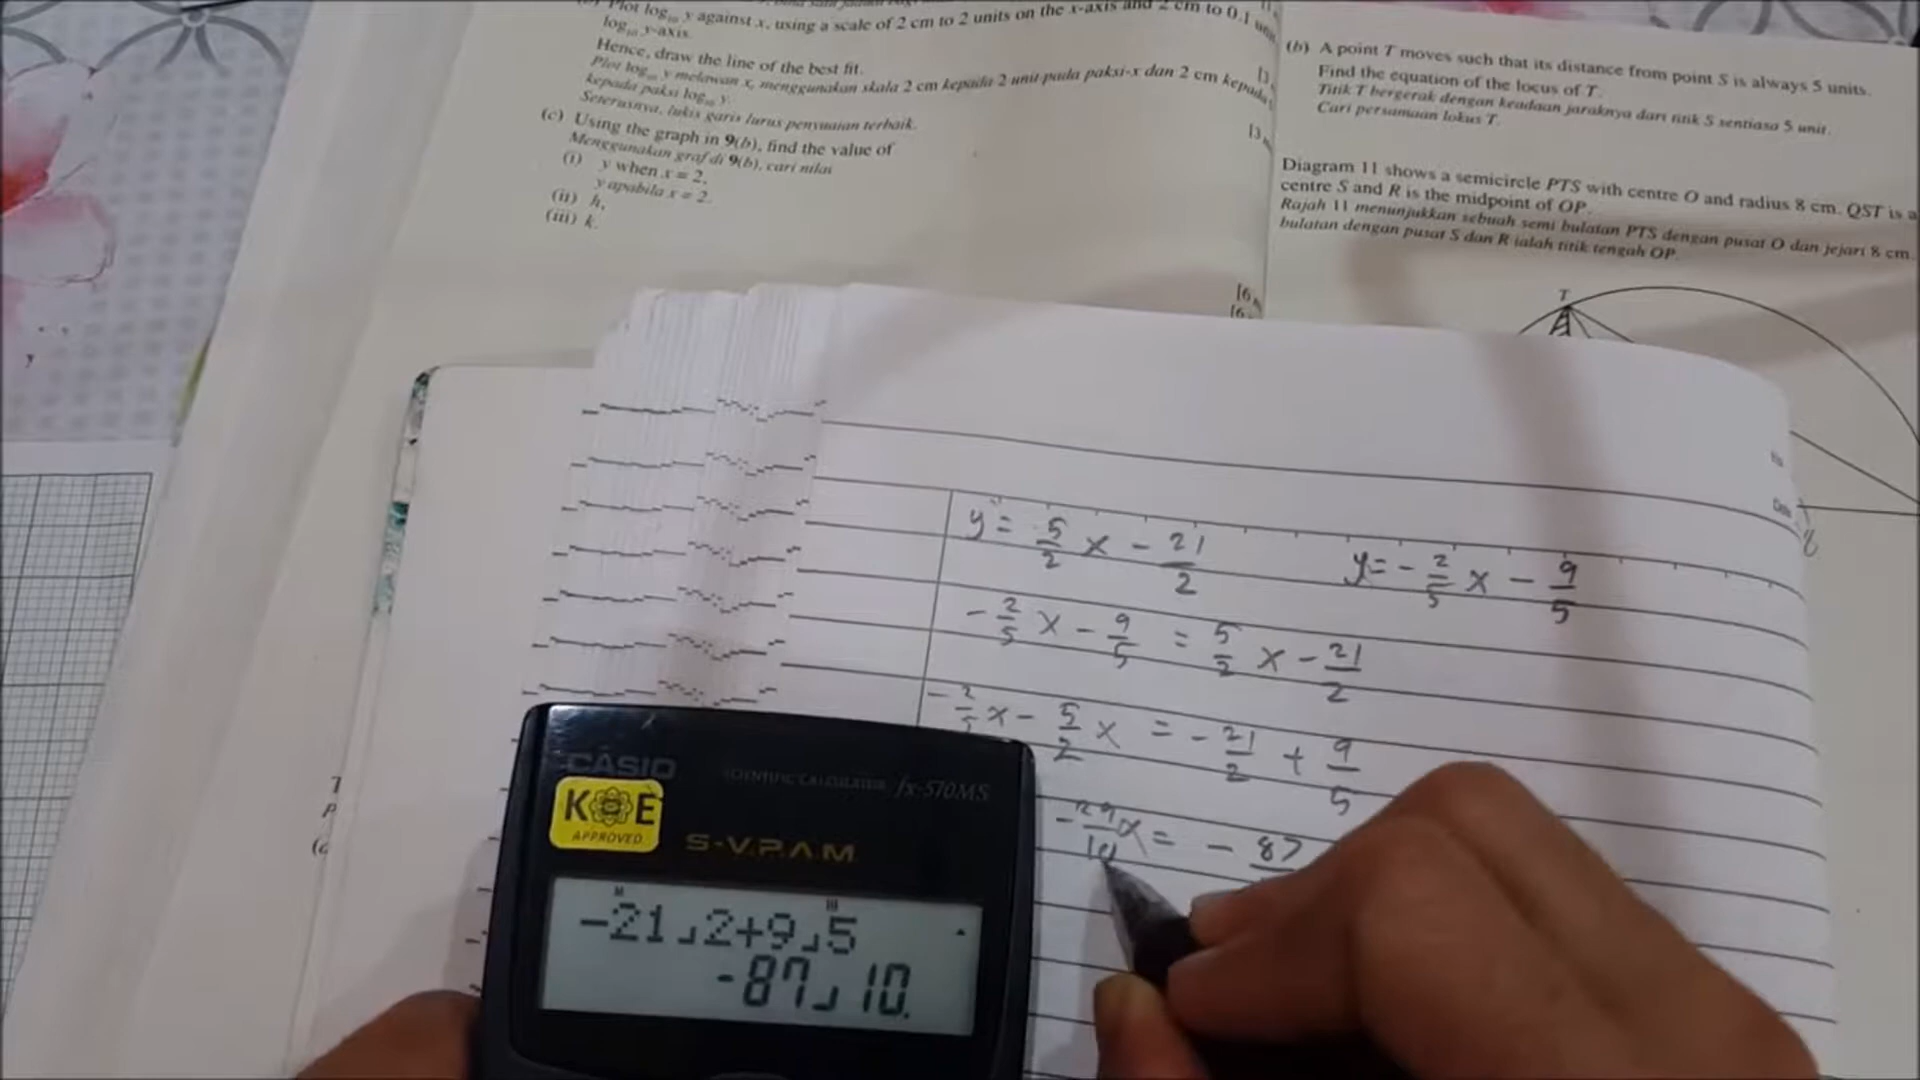 Plot log₁₀ y against x, using a scale of 2 cm to 2 units on the x-axis and 2 cm to 0.1
log₁₀ y-axis.
Hence, draw the line of the best fit.
Plot log₁₀ y melawan x, menggunakan skala 2 cm kepada 2 unit pada paksi-x dan 2 cm kepada
kepada paksi log₁₀ y.
Seterusnya, lukis garis lurus penyuaian terbaik.
(c) Using the graph in 9(b), find the value of
Menggunakan graf di 9(b), cari nilai
(i) y when x = 2,
y apabila x = 2.
(ii) h,
(iii) k.
(b) A point T moves such that its distance from point S is always 5 units.
Find the equation of the locus of T.
Titik T bergerak dengan keadaan jaraknya dari titik S sentiasa 5 unit.
Cari persamaan lokus T.
Diagram 11 shows a semicircle PTS with centre O and radius 8 cm. QST is a
centre S and R is the midpoint of OP.
Rajah 11 menunjukkan sebuah semi bulatan PTS dengan pusat O dan jejari 8 cm.
bulatan dengan pusat S dan R ialah titik tengah OP.
T
y = 5/2 x - 21/2
y = - 2/5 x - 9/5
- 2/5 x - 9/5 = 5/2 x - 21/2
- 2/5 x - 5/2 x = - 21/2 + 9/5
- 29/10 x = - 87
CASIO
SCIENTIFIC CALCULATOR fx-570MS
KOE
APPROVED
S-V.P.A.M
M
-21⌟2+9⌟5
-87⌟10.